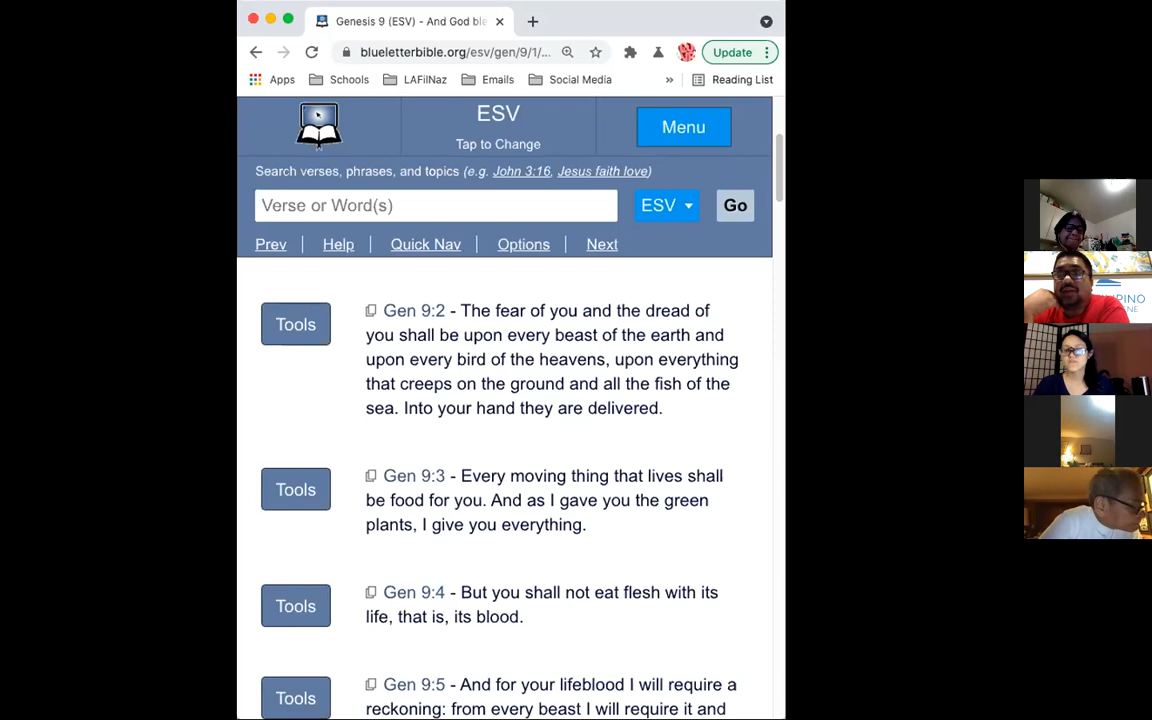 Genesis 9 (ESV) - And God ble
blueletterbible.org/esv/gen/9/1/...
Update
Apps
Schools
LAFilNaz
Emails
Social Media
»
Reading List
ESV
Tap to Change
Menu
Search verses, phrases, and topics (e.g. John 3:16, Jesus faith love)
Verse or Word(s)
ESV
Go
Prev
Help
Quick Nav
Options
Next
Tools
Gen 9:2 - The fear of you and the dread of
you shall be upon every beast of the earth and
upon every bird of the heavens, upon everything
that creeps on the ground and all the fish of the
sea. Into your hand they are delivered.
Tools
Gen 9:3 - Every moving thing that lives shall
be food for you. And as I gave you the green
plants, I give you everything.
Tools
Gen 9:4 - But you shall not eat flesh with its
life, that is, its blood.
Tools
Gen 9:5 - And for your lifeblood I will require a
reckoning: from every beast I will require it and